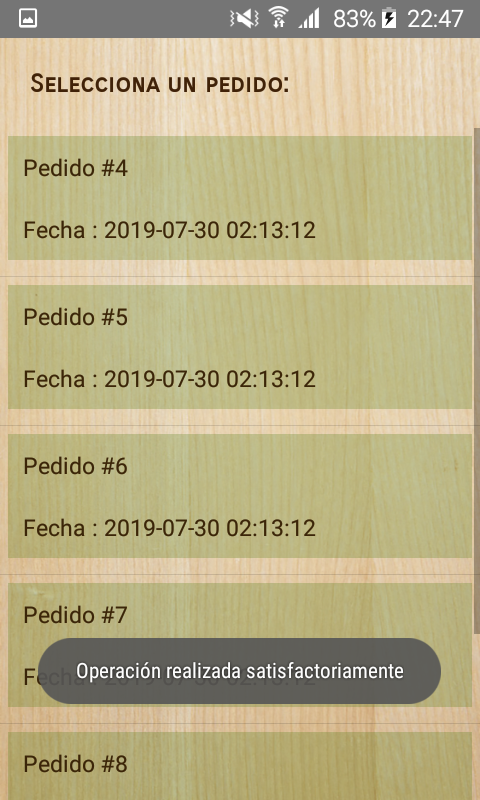 83% 22:47
Selecciona un pedido:
Pedido #4
Fecha : 2019-07-30 02:13:12
Pedido #5
Fecha : 2019-07-30 02:13:12
Pedido #6
Fecha : 2019-07-30 02:13:12
Pedido #7
Operación realizada satisfactoriamente
Pedido #8